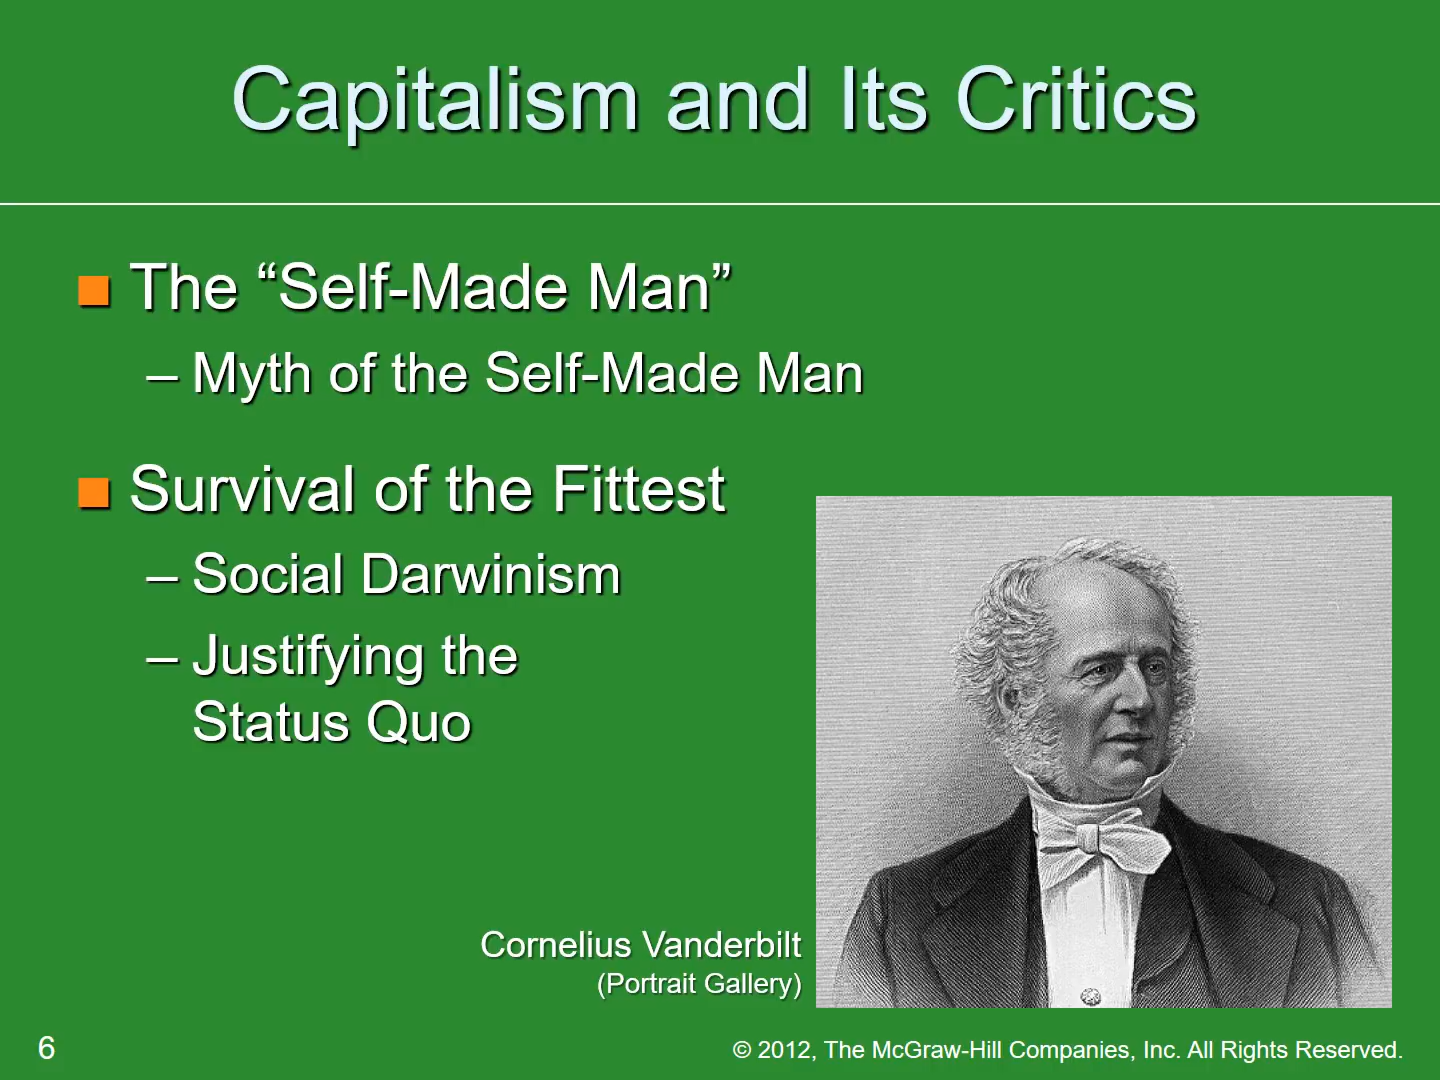 Capitalism and Its Critics
The “Self-Made Man”
– Myth of the Self-Made Man
Survival of the Fittest
– Social Darwinism
– Justifying the
Status Quo
Cornelius Vanderbilt
(Portrait Gallery)
6
© 2012, The McGraw-Hill Companies, Inc. All Rights Reserved.